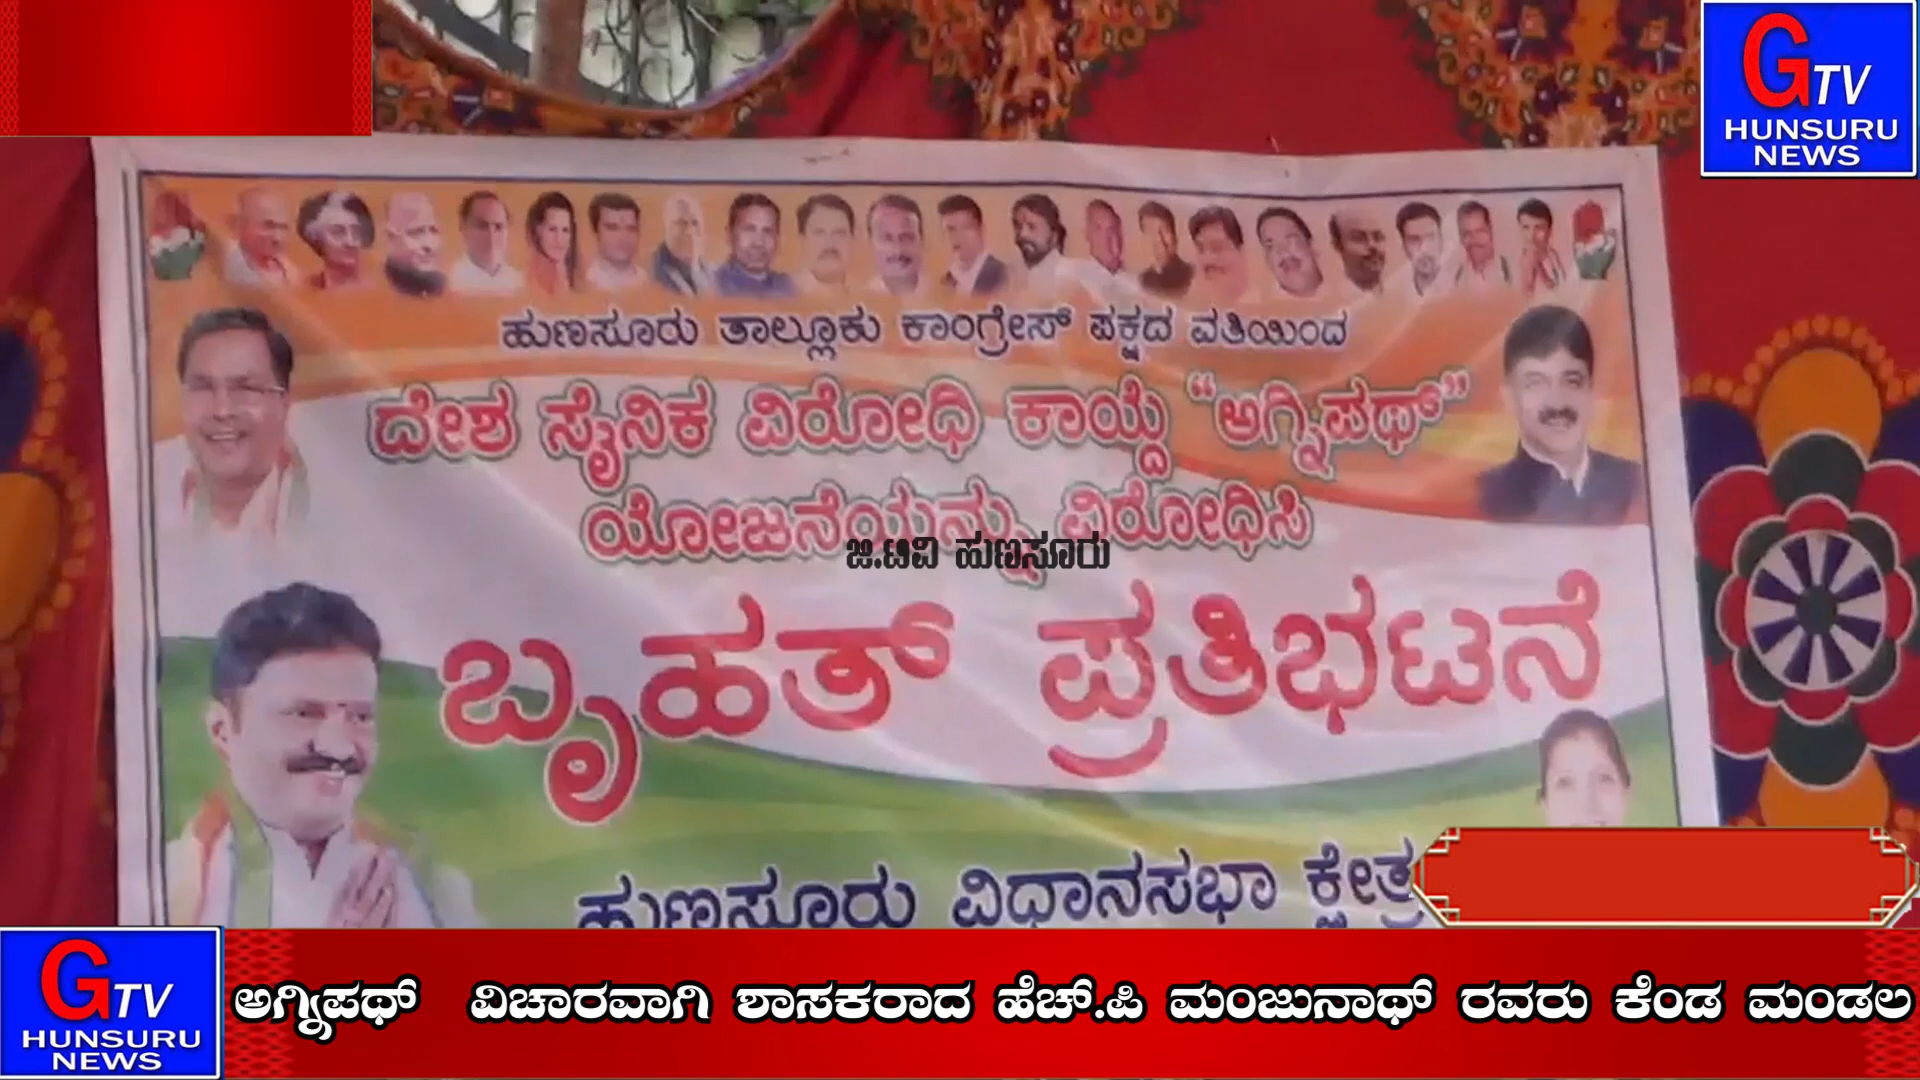 GTV
HUNSURU
NEWS
ಹುಣಸೂರು ತಾಲ್ಲೂಕು ಕಾಂಗ್ರೇಸ್ ಪಕ್ಷದ ವತಿಯಿಂದ
ದೇಶ ಸೈನಿಕ ವಿರೋಧಿ ಕಾಯ್ದೆ "ಅಗ್ನಿಪಥ್"
ಯೋಜನೆಯನ್ನು ವಿರೋಧಿಸಿ
ಜಿ.ಟಿವಿ ಹುಣಸೂರು
ಬೃಹತ್ ಪ್ರತಿಭಟನೆ
ಹುಣಸೂರು ವಿಧಾನಸಭಾ ಕ್ಷೇತ್ರ
GTV
HUNSURU
NEWS
ಅಗ್ನಿಪಥ್ ವಿಚಾರವಾಗಿ ಶಾಸಕರಾದ ಹೆಚ್.ಪಿ ಮಂಜುನಾಥ್ ರವರು ಕೆಂಡ ಮಂಡಲ